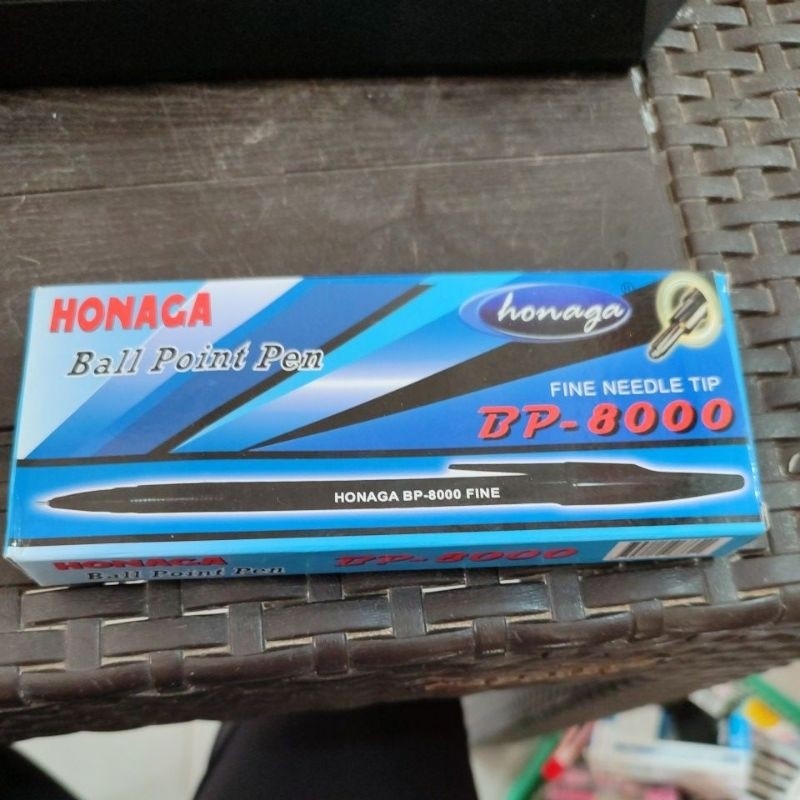 HONAGA
Ball Point Pen
honaga®
FINE NEEDLE TIP
BP-8000
HONAGA BP-8000 FINE
HONAGA
Ball Point Pen
BP-8000